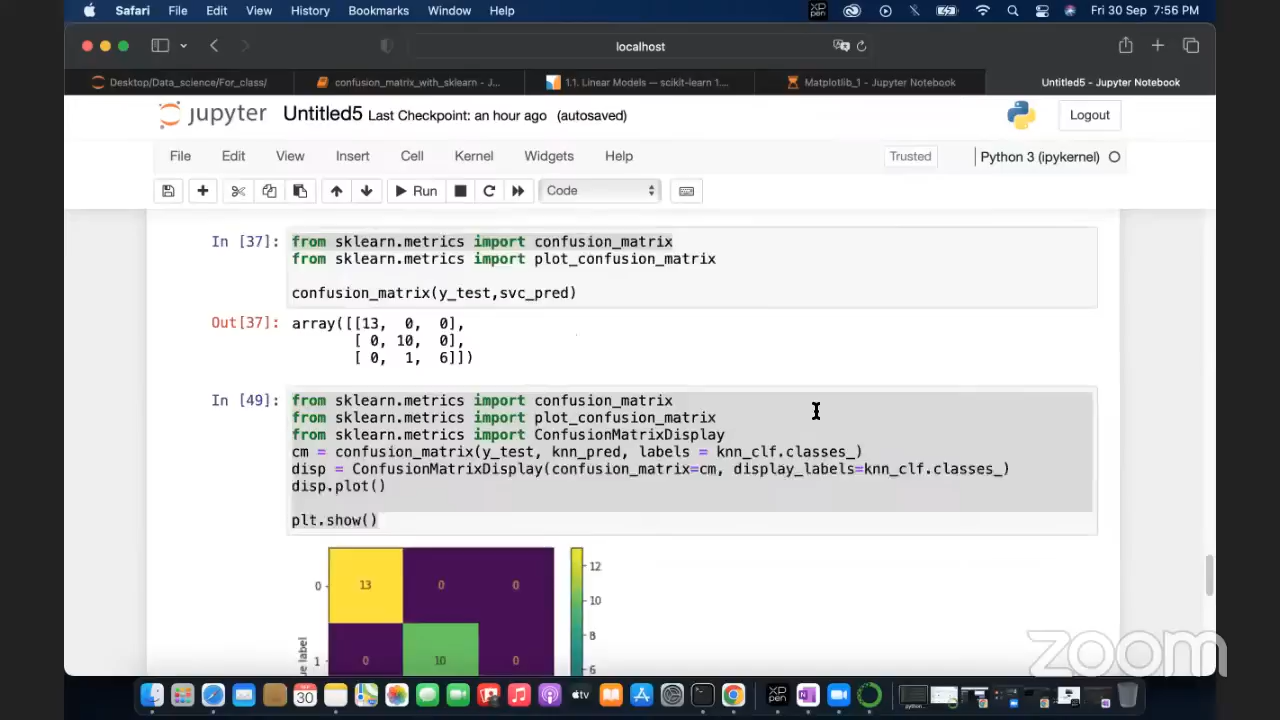 Safari File Edit View History Bookmarks Window Help
XP PEN
Fri 30 Sep 7:56 PM
localhost
Desktop/Data_science/For_class/
confusion_matrix_with_sklearn - J...
1.1. Linear Models — scikit-learn 1....
Matplotlib_1 - Jupyter Notebook
Untitled5 - Jupyter Notebook
jupyter Untitled5 Last Checkpoint: an hour ago (autosaved)
Logout
File Edit View Insert Cell Kernel Widgets Help
Trusted
Python 3 (ipykernel)
Run
Code
In [37]: from sklearn.metrics import confusion_matrix
from sklearn.metrics import plot_confusion_matrix
confusion_matrix(y_test,svc_pred)
Out[37]: array([[13, 0, 0],
[ 0, 10, 0],
[ 0, 1, 6]])
In [49]: from sklearn.metrics import confusion_matrix
from sklearn.metrics import plot_confusion_matrix
from sklearn.metrics import ConfusionMatrixDisplay
cm = confusion_matrix(y_test, knn_pred, labels = knn_clf.classes_)
disp = ConfusionMatrixDisplay(confusion_matrix=cm, display_labels=knn_clf.classes_)
disp.plot()
plt.show()
0 13 0 0
1 0 10 0
12
10
8
6
zoom
30
tv
XP PEN